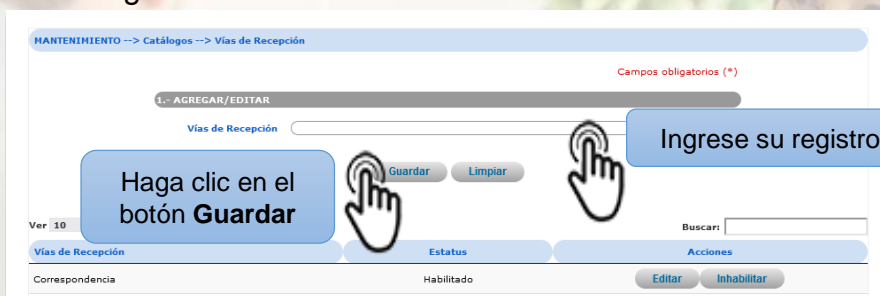 MANTENIMIENTO --> Catálogos--> Vías de Recepción
Campos obligatorios (*)
1.- AGREGAR/EDITAR
Vías de Recepción
Ingrese su registro
Guardar Limpiar
Haga clic en el
botón Guardar
Ver 10
Buscar:
Vías de Recepción Estatus Acciones
Correspondencia Habilitado Editar Inhabilitar